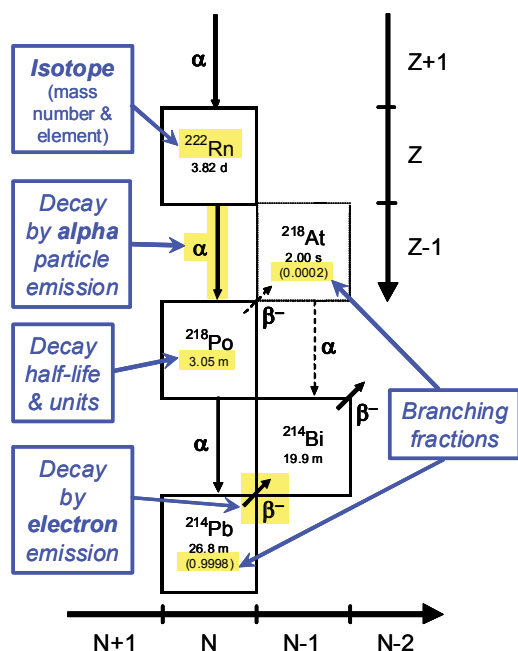 α
Z+1
Isotope
(mass
number &
element)
²²²Rn
3.82 d
Z
Decay
by alpha
particle
emission
α
²¹⁸At
2.00 s
(0.0002)
Z-1
β⁻
Decay
half-life
& units
²¹⁸Po
3.05 m
α
β⁻
Branching
fractions
α
²¹⁴Bi
19.9 m
Decay
by
electron
emission
β⁻
²¹⁴Pb
26.8 m
(0.9998)
N+1
N
N-1
N-2